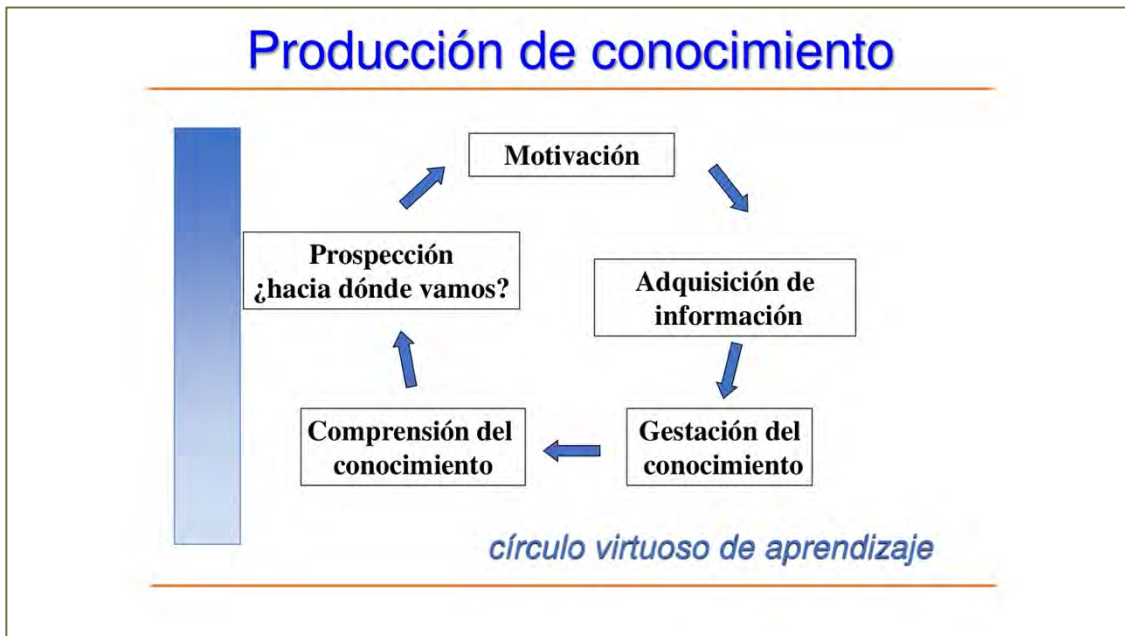 Producción de conocimiento
Motivación
Prospección
¿hacia dónde vamos?
Adquisición de
información
Comprensión del
conocimiento
Gestación del
conocimiento
círculo virtuoso de aprendizaje